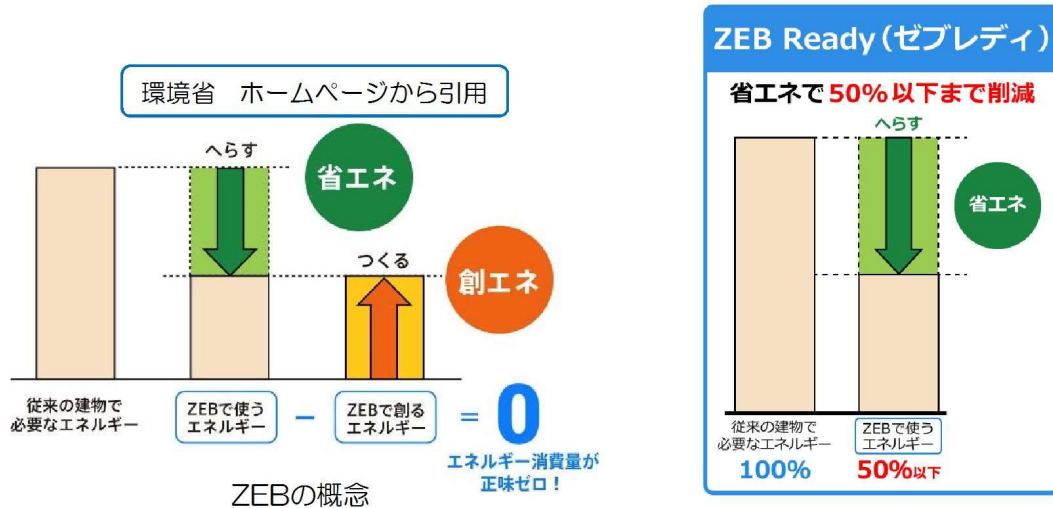 環境省　ホームページから引用
へらす
省エネ
つくる
創エネ
従来の建物で
必要なエネルギー
ZEBで使う
エネルギー
－
ZEBで創る
エネルギー
＝
0
エネルギー消費量が
正味ゼロ！
ZEBの概念
ZEB Ready（ゼブレディ）
省エネで50%以下まで削減
へらす
省エネ
従来の建物で
必要なエネルギー
100%
ZEBで使う
エネルギー
50%以下